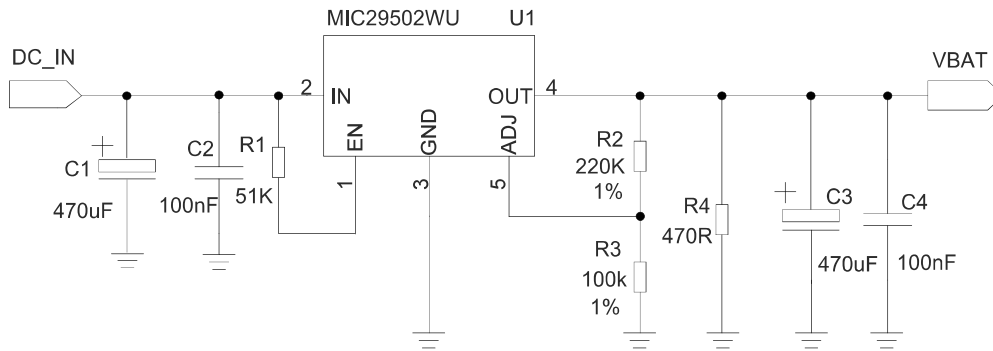 MIC29502WU
U1
DC_IN
VBAT
2
IN
OUT
4
EN
GND
ADJ
1
3
5
+
C1
470uF
C2
100nF
R1
51K
R2
220K
1%
R3
100k
1%
R4
470R
+
C3
470uF
C4
100nF